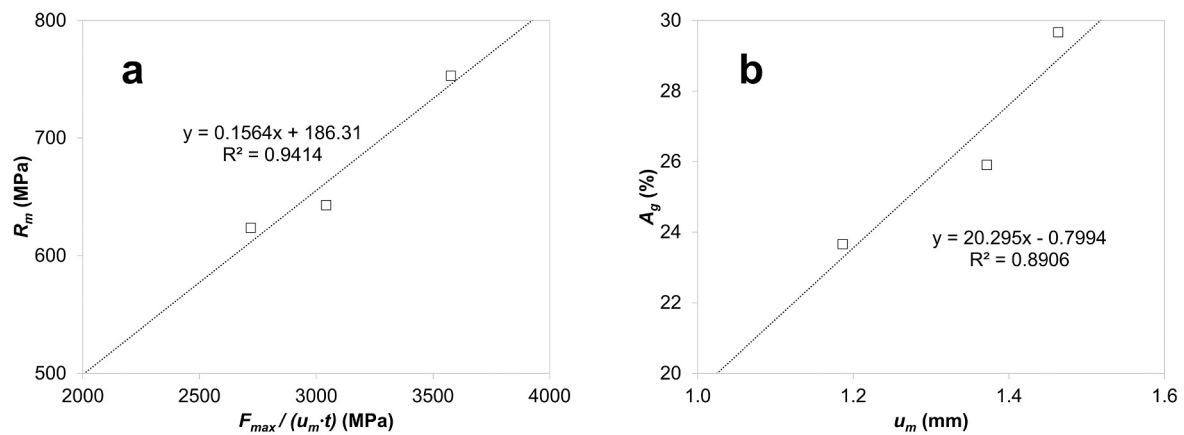 800
700
600
500
R_m (MPa)
a
y = 0.1564x + 186.31
R² = 0.9414
2000
2500
3000
3500
4000
F_max / (u_m·t) (MPa)
30
28
26
24
22
20
A_g (%)
b
y = 20.295x - 0.7994
R² = 0.8906
1.0
1.2
1.4
1.6
u_m (mm)